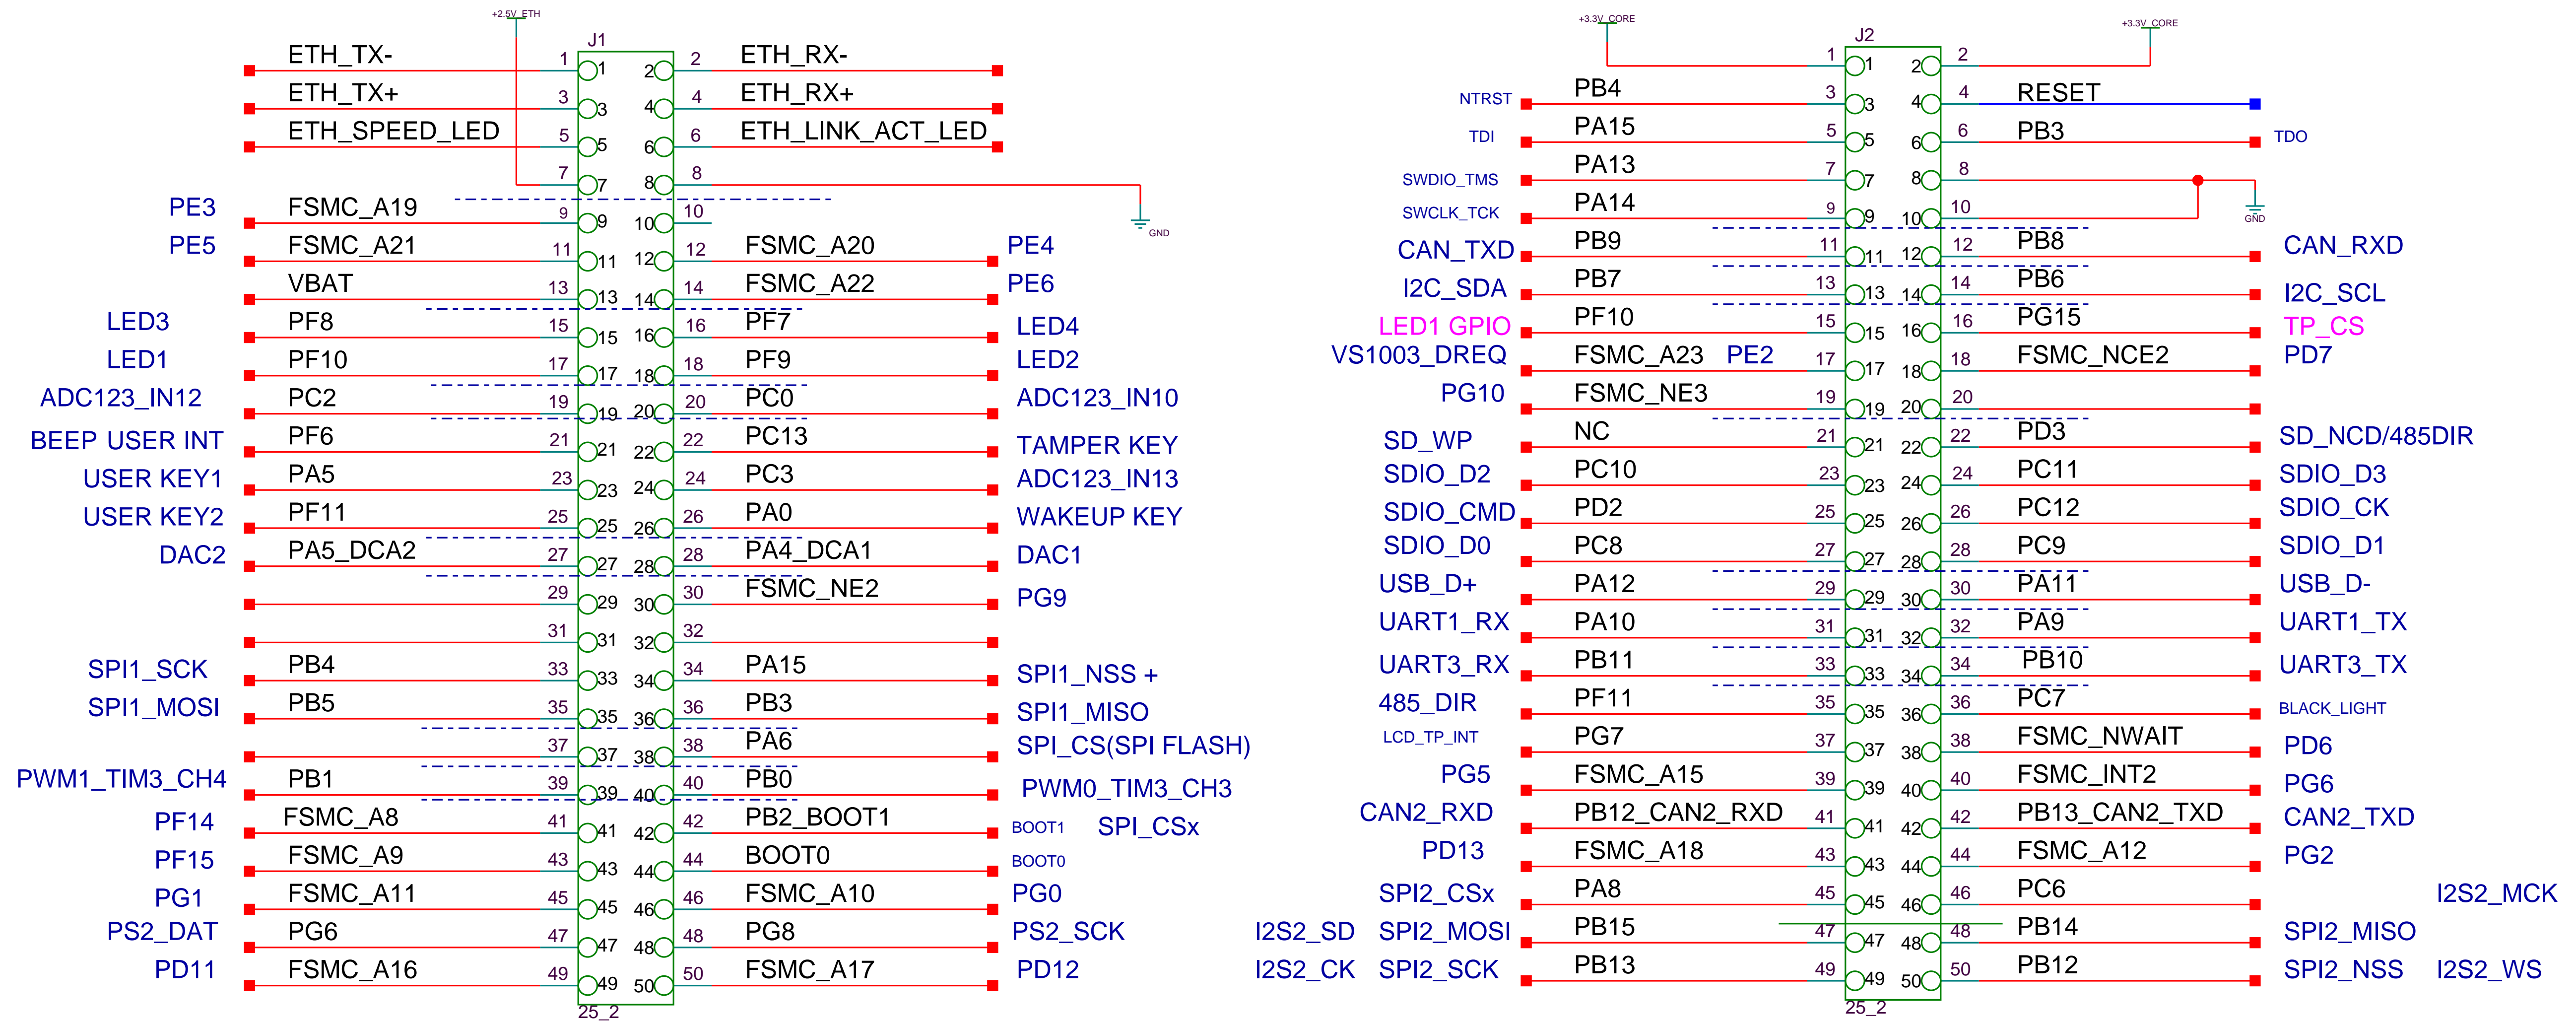 +2.5V_ETH
J1
ETH_TX- 1 1 2 2 ETH_RX-
ETH_TX+ 3 3 4 4 ETH_RX+
ETH_SPEED_LED 5 5 6 6 ETH_LINK_ACT_LED
7 7 8 8
GND
PE3 FSMC_A19 9 9 10 10
PE5 FSMC_A21 11 11 12 12 FSMC_A20 PE4
VBAT 13 13 14 14 FSMC_A22 PE6
LED3 PF8 15 15 16 16 PF7 LED4
LED1 PF10 17 17 18 18 PF9 LED2
ADC123_IN12 PC2 19 19 20 20 PC0 ADC123_IN10
BEEP USER INT PF6 21 21 22 22 PC13 TAMPER KEY
USER KEY1 PA5 23 23 24 24 PC3 ADC123_IN13
USER KEY2 PF11 25 25 26 26 PA0 WAKEUP KEY
DAC2 PA5_DCA2 27 27 28 28 PA4_DCA1 DAC1
29 29 30 30 FSMC_NE2 PG9
31 31 32 32
SPI1_SCK PB4 33 33 34 34 PA15 SPI1_NSS +
SPI1_MOSI PB5 35 35 36 36 PB3 SPI1_MISO
37 37 38 38 PA6 SPI_CS(SPI FLASH)
PWM1_TIM3_CH4 PB1 39 39 40 40 PB0 PWM0_TIM3_CH3
PF14 FSMC_A8 41 41 42 42 PB2_BOOT1 BOOT1 SPI_CSx
PF15 FSMC_A9 43 43 44 44 BOOT0 BOOT0
PG1 FSMC_A11 45 45 46 46 FSMC_A10 PG0
PS2_DAT PG6 47 47 48 48 PG8 PS2_SCK
PD11 FSMC_A16 49 49 50 50 FSMC_A17 PD12
25_2
+3.3V_CORE +3.3V_CORE
J2
1 1 2 2
NTRST PB4 3 3 4 4 RESET
TDI PA15 5 5 6 6 PB3 TDO
SWDIO_TMS PA13 7 7 8 8
SWCLK_TCK PA14 9 9 10 10
GND
CAN_TXD PB9 11 11 12 12 PB8 CAN_RXD
I2C_SDA PB7 13 13 14 14 PB6 I2C_SCL
LED1 GPIO PF10 15 15 16 16 PG15 TP_CS
VS1003_DREQ FSMC_A23 PE2 17 17 18 18 FSMC_NCE2 PD7
PG10 FSMC_NE3 19 19 20 20
SD_WP NC 21 21 22 22 PD3 SD_NCD/485DIR
SDIO_D2 PC10 23 23 24 24 PC11 SDIO_D3
SDIO_CMD PD2 25 25 26 26 PC12 SDIO_CK
SDIO_D0 PC8 27 27 28 28 PC9 SDIO_D1
USB_D+ PA12 29 29 30 30 PA11 USB_D-
UART1_RX PA10 31 31 32 32 PA9 UART1_TX
UART3_RX PB11 33 33 34 34 PB10 UART3_TX
485_DIR PF11 35 35 36 36 PC7 BLACK_LIGHT
LCD_TP_INT PG7 37 37 38 38 FSMC_NWAIT PD6
PG5 FSMC_A15 39 39 40 40 FSMC_INT2 PG6
CAN2_RXD PB12_CAN2_RXD 41 41 42 42 PB13_CAN2_TXD CAN2_TXD
PD13 FSMC_A18 43 43 44 44 FSMC_A12 PG2
SPI2_CSx PA8 45 45 46 46 PC6 I2S2_MCK
I2S2_SD SPI2_MOSI PB15 47 47 48 48 PB14 SPI2_MISO
I2S2_CK SPI2_SCK PB13 49 49 50 50 PB12 SPI2_NSS I2S2_WS
25_2